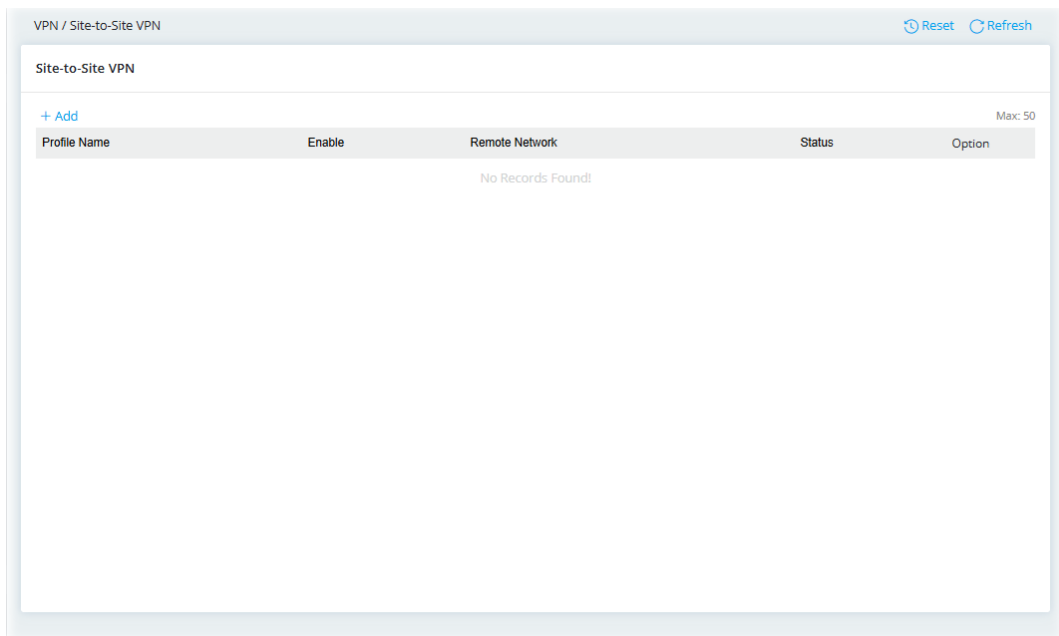 VPN / Site-to-Site VPN Reset Refresh
Site-to-Site VPN
+ Add Max: 50
Profile Name Enable Remote Network Status Option
No Records Found!